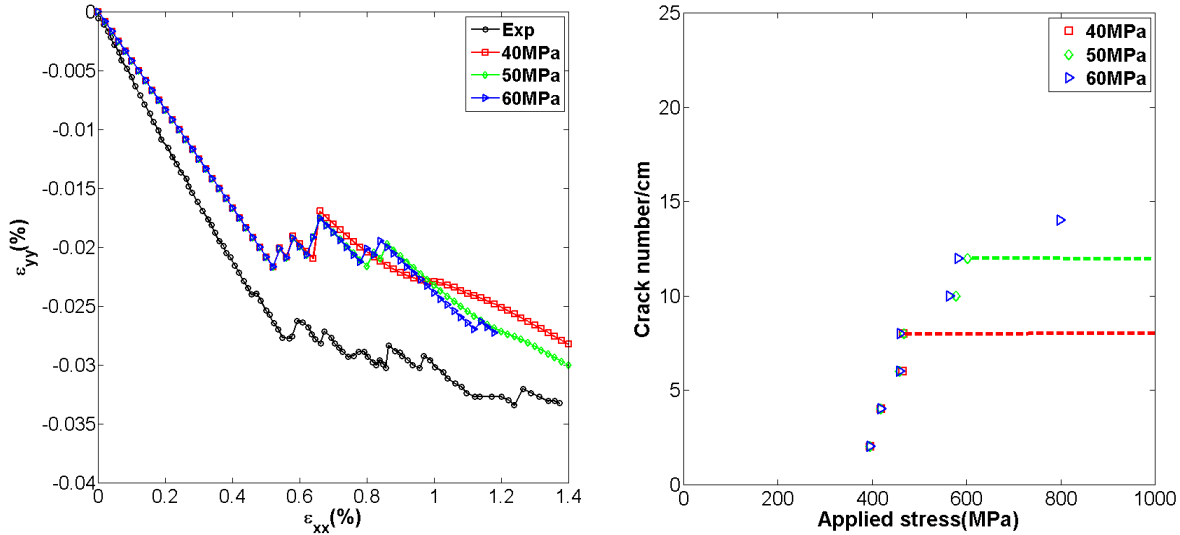 0
-0.005
-0.01
-0.015
-0.02
-0.025
-0.03
-0.035
-0.04
εyy(%)
0
0.2
0.4
0.6
0.8
1
1.2
1.4
εxx(%)
Exp
40MPa
50MPa
60MPa
25
20
15
10
5
0
Crack number/cm
0
200
400
600
800
1000
Applied stress(MPa)
40MPa
50MPa
60MPa